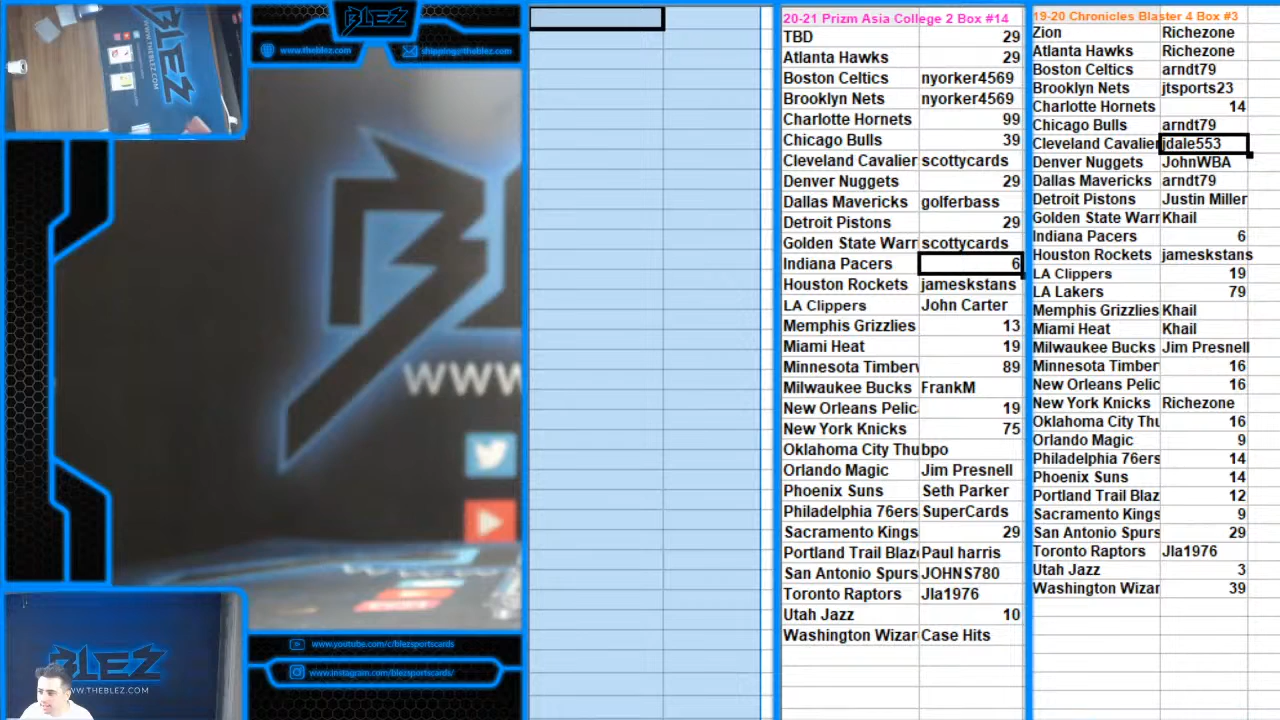 BLEZ
www.theblez.com
shipping@theblez.com
BLEZ
WWW.THEBLEZ.COM
WWW
BLEZ
WWW.THEBLEZ.COM
www.youtube.com/c/blezsportscards
www.instagram.com/blezsportscards/
20-21 Prizm Asia College 2 Box #14
TBD 29
Atlanta Hawks 29
Boston Celtics nyorker4569
Brooklyn Nets nyorker4569
Charlotte Hornets 99
Chicago Bulls 39
Cleveland Cavalier scottycards
Denver Nuggets 29
Dallas Mavericks golferbass
Detroit Pistons 29
Golden State Warr scottycards
Indiana Pacers 6
Houston Rockets jameskstans
LA Clippers John Carter
Memphis Grizzlies 13
Miami Heat 19
Minnesota Timberv 89
Milwaukee Bucks FrankM
New Orleans Pelic 19
New York Knicks 75
Oklahoma City Thu bpo
Orlando Magic Jim Presnell
Phoenix Suns Seth Parker
Philadelphia 76ers SuperCards
Sacramento Kings 29
Portland Trail Blaz Paul harris
San Antonio Spurs JOHNS780
Toronto Raptors Jla1976
Utah Jazz 10
Washington Wizar Case Hits
19-20 Chronicles Blaster 4 Box #3
Zion Richezone
Atlanta Hawks Richezone
Boston Celtics arndt79
Brooklyn Nets jtsports23
Charlotte Hornets 14
Chicago Bulls arndt79
Cleveland Cavalier jdale553
Denver Nuggets JohnWBA
Dallas Mavericks arndt79
Detroit Pistons Justin Miller
Golden State Warr Khail
Indiana Pacers 6
Houston Rockets jameskstans
LA Clippers 19
LA Lakers 79
Memphis Grizzlies Khail
Miami Heat Khail
Milwaukee Bucks Jim Presnell
Minnesota Timber 16
New Orleans Pelic 16
New York Knicks Richezone
Oklahoma City Thu 16
Orlando Magic 9
Philadelphia 76ers 14
Phoenix Suns 14
Portland Trail Blaz 12
Sacramento Kings 9
San Antonio Spurs 29
Toronto Raptors Jla1976
Utah Jazz 3
Washington Wizar 39